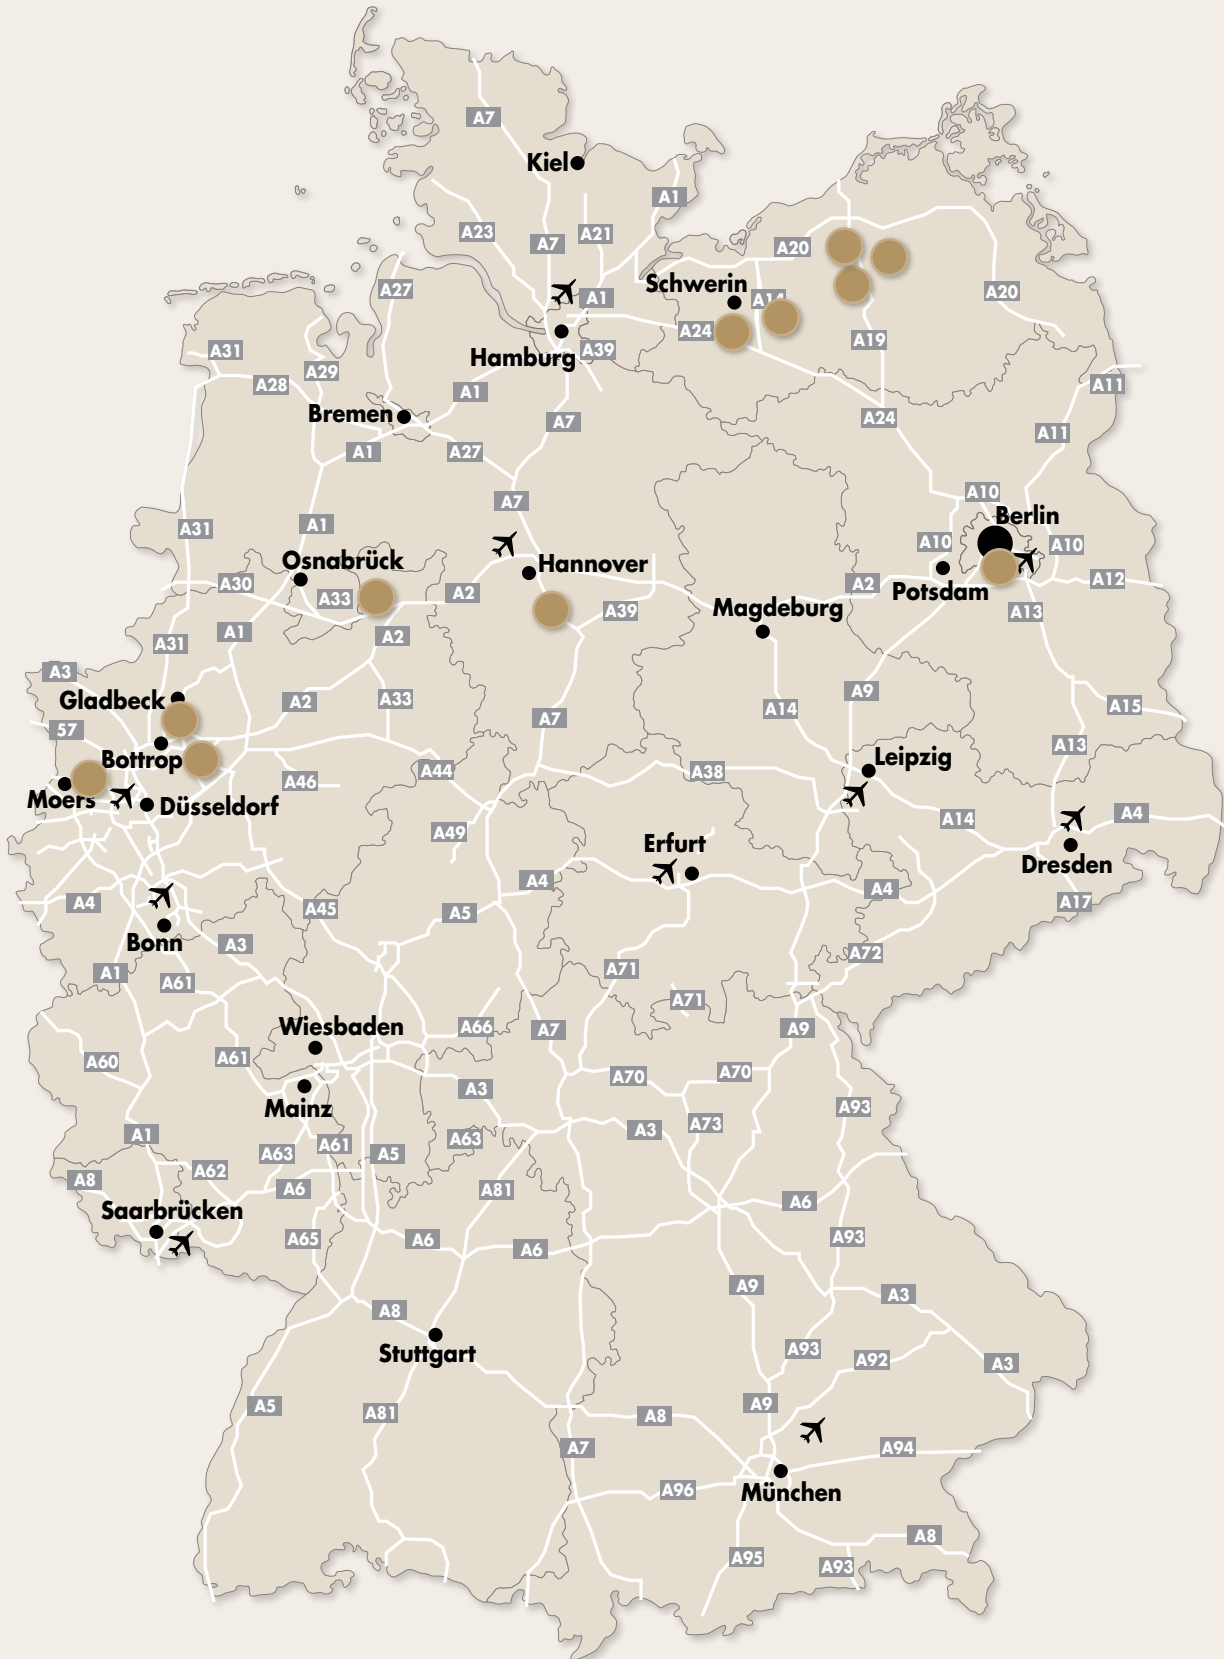 A7
Kiel
A1
A23
A7
A21
A20
A27
Schwerin
A1
A14
A20
A24
A19
Hamburg
A39
A31
A29
A28
A1
A11
Bremen
A7
A24
A11
A1
A27
A7
A10
A31
A1
Berlin
A10
A10
Osnabrück
Hannover
A30
A33
A2
A39
A2
A12
Potsdam
Magdeburg
A13
A31
A1
A2
A3
Gladbeck
A2
A33
A9
A14
A15
57
A7
A13
Bottrop
A46
A44
A38
Leipzig
Moers
Düsseldorf
A49
A14
A4
Erfurt
Dresden
A4
A45
A5
A4
A4
A17
Bonn
A3
A72
A1
A61
A71
A71
Wiesbaden
A66
A7
A9
A60
A61
A70
A70
Mainz
A3
A93
A1
A63
A61
A5
A63
A3
A73
A8
A62
A6
A81
A6
Saarbrücken
A65
A6
A6
A93
A8
A9
A3
Stuttgart
A93
A92
A3
A5
A81
A8
A9
A7
A94
A96
München
A95
A93
A8